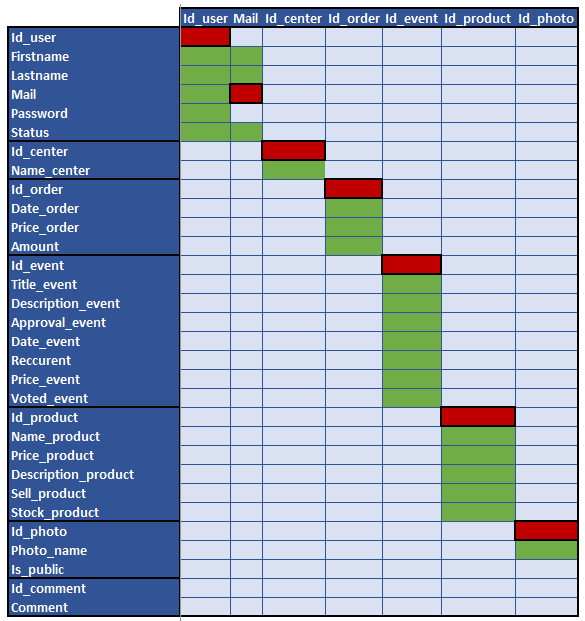 Id_user Mail Id_center Id_order Id_event Id_product Id_photo
Id_user
Firstname
Lastname
Mail
Password
Status
Id_center
Name_center
Id_order
Date_order
Price_order
Amount
Id_event
Title_event
Description_event
Approval_event
Date_event
Reccurent
Price_event
Voted_event
Id_product
Name_product
Price_product
Description_product
Sell_product
Stock_product
Id_photo
Photo_name
Is_public
Id_comment
Comment